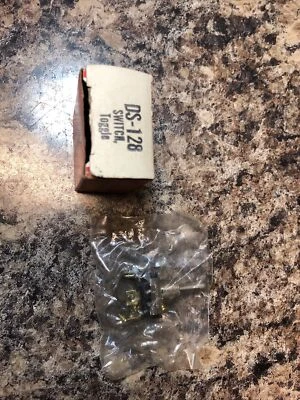 DS-128
SWITCH,
Toggle